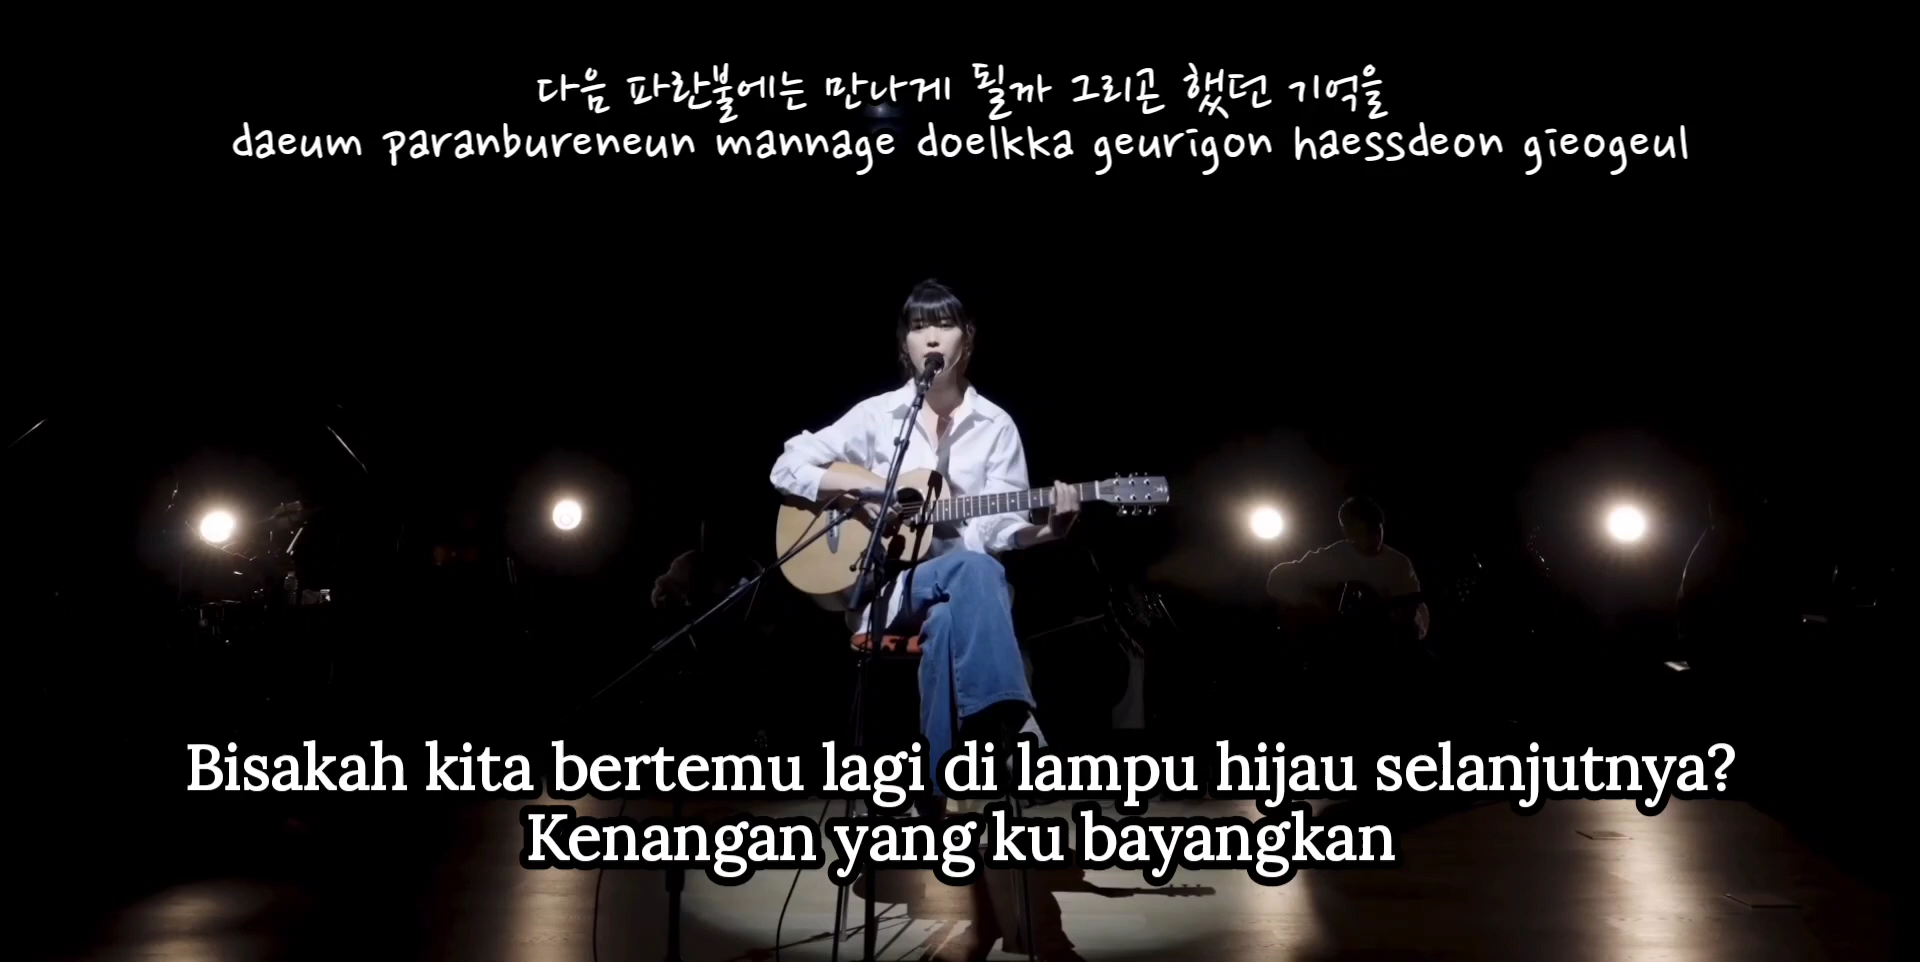 다음 파란불에는 만나게 될까 그리곤 했던 기억을
daeum paranbureneun mannage doelkka geurigon haessdeon gieogeul
Bisakah kita bertemu lagi di lampu hijau selanjutnya?
Kenangan yang ku bayangkan